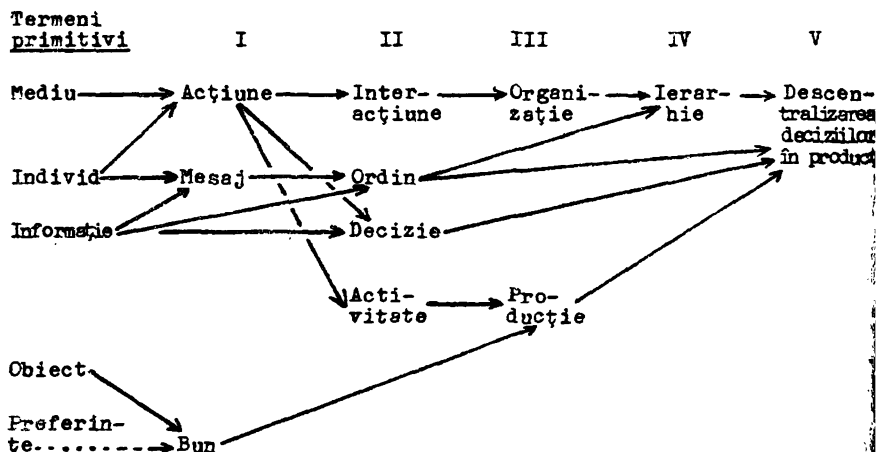 Termeni
primitivi I II III IV V
Mediu Acţiune Inter- Organi- Ierar- Descen-
acţiune zaţie hie tralizarea
deciziilor
Individ Mesaj Ordin în product
Informaţie Decizie
Acti- Pro-
vitate ducţie
Obiect
Preferin-
te........ Bun